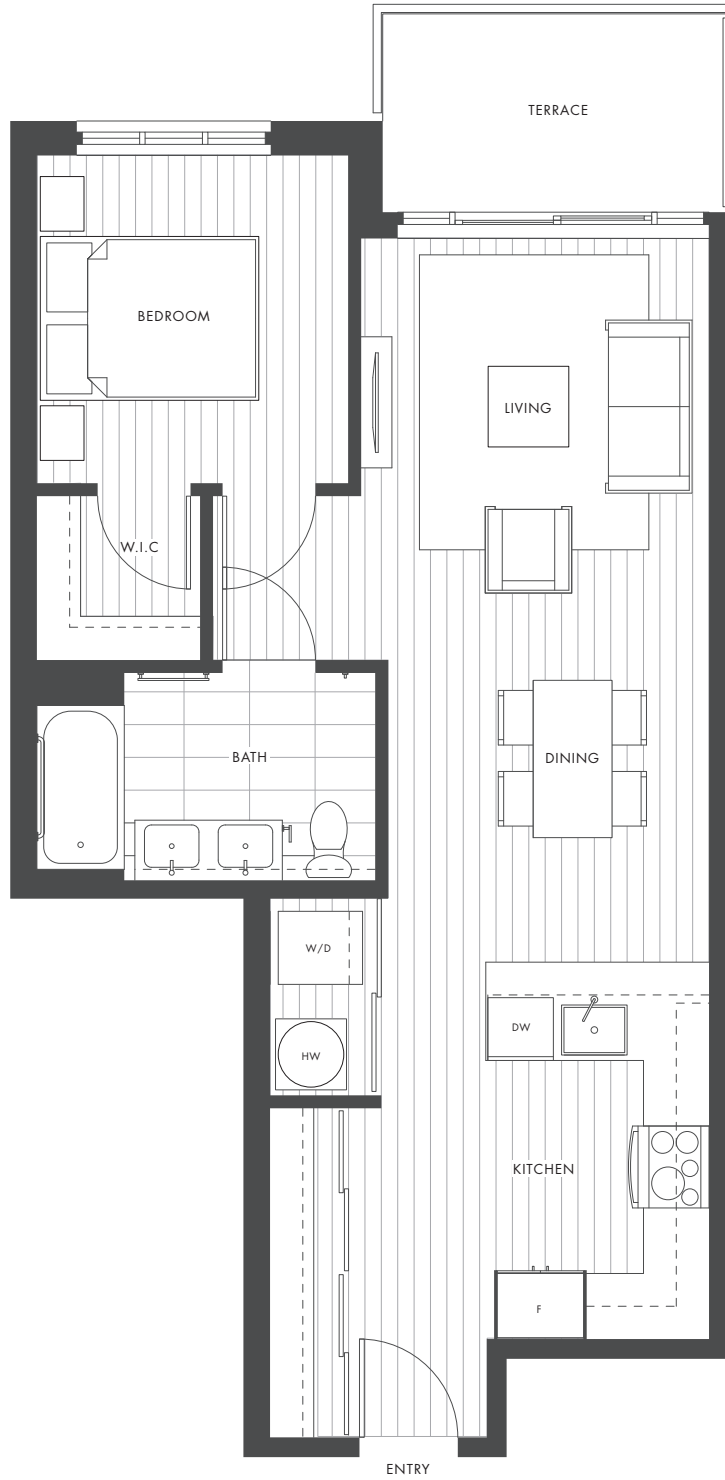 TERRACE
BEDROOM
LIVING
W.I.C
BATH
DINING
W/D
DW
HW
KITCHEN
F
ENTRY